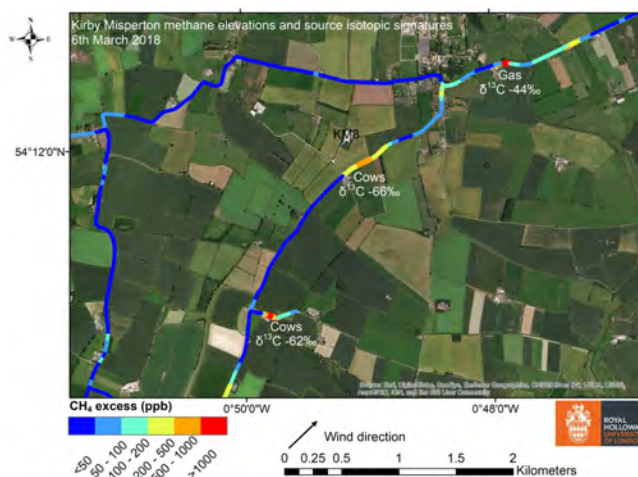 Kirby Misperton methane elevations and source isotopic signatures
6th March 2018
N
W E
S
Gas
δ¹³C -44‰
KM8
54°12'0"N
Cows
δ¹³C -66‰
Cows
δ¹³C -62‰
CH₄ excess (ppb)
0°50'0"W
0°48'0"W
<50
50 - 100
100 - 200
200 - 500
500 - 1000
>1000
Wind direction
0 0.25 0.5 1 1.5 2
Kilometers
ROYAL
HOLLOWAY
UNIVERSITY
OF LONDON